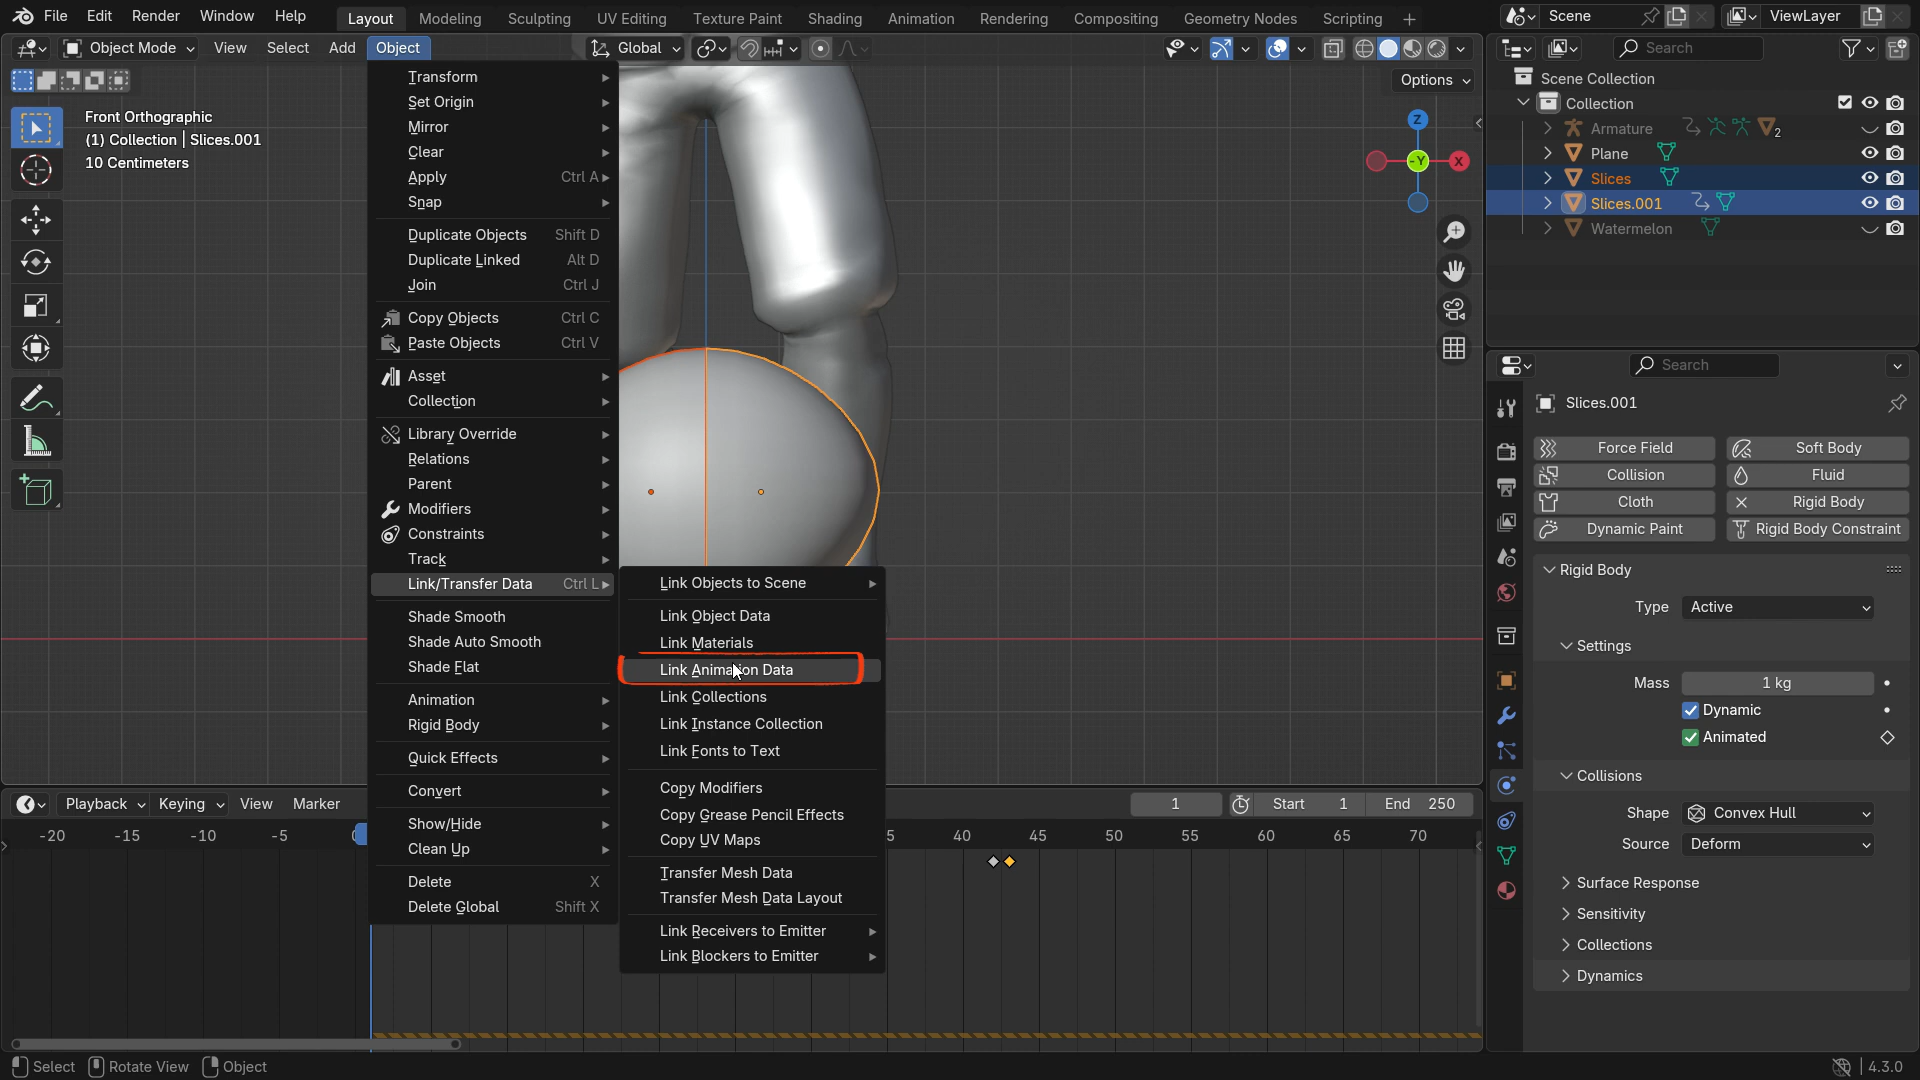 File Edit Render Window Help Layout Modeling Sculpting UV Editing Texture Paint Shading Animation Rendering Compositing Geometry Nodes Scripting + Scene ViewLayer
Object Mode View Select Add Object Global Search
Options
Front Orthographic
(1) Collection | Slices.001
10 Centimeters
Z
-Y
X
Transform
Set Origin
Mirror
Clear
Apply Ctrl A
Snap
Duplicate Objects Shift D
Duplicate Linked Alt D
Join Ctrl J
Copy Objects Ctrl C
Paste Objects Ctrl V
Asset
Collection
Library Override
Relations
Parent
Modifiers
Constraints
Track
Link/Transfer Data Ctrl L
Shade Smooth
Shade Auto Smooth
Shade Flat
Animation
Rigid Body
Quick Effects
Convert
Show/Hide
Clean Up
Delete X
Delete Global Shift X
Link Objects to Scene
Link Object Data
Link Materials
Link Animation Data
Link Collections
Link Instance Collection
Link Fonts to Text
Copy Modifiers
Copy Grease Pencil Effects
Copy UV Maps
Transfer Mesh Data
Transfer Mesh Data Layout
Link Receivers to Emitter
Link Blockers to Emitter
Scene Collection
Collection
Armature 2
Plane
Slices
Slices.001
Watermelon
Search
Slices.001
Force Field Soft Body
Collision Fluid
Cloth Rigid Body
Dynamic Paint Rigid Body Constraint
Rigid Body
Type Active
Settings
Mass 1 kg
Dynamic
Animated
Collisions
Shape Convex Hull
Source Deform
Surface Response
Sensitivity
Collections
Dynamics
Playback Keying View Marker 1 Start 1 End 250
-20 -15 -10 -5 40 45 50 55 60 65 70
Select Rotate View Object 4.3.0